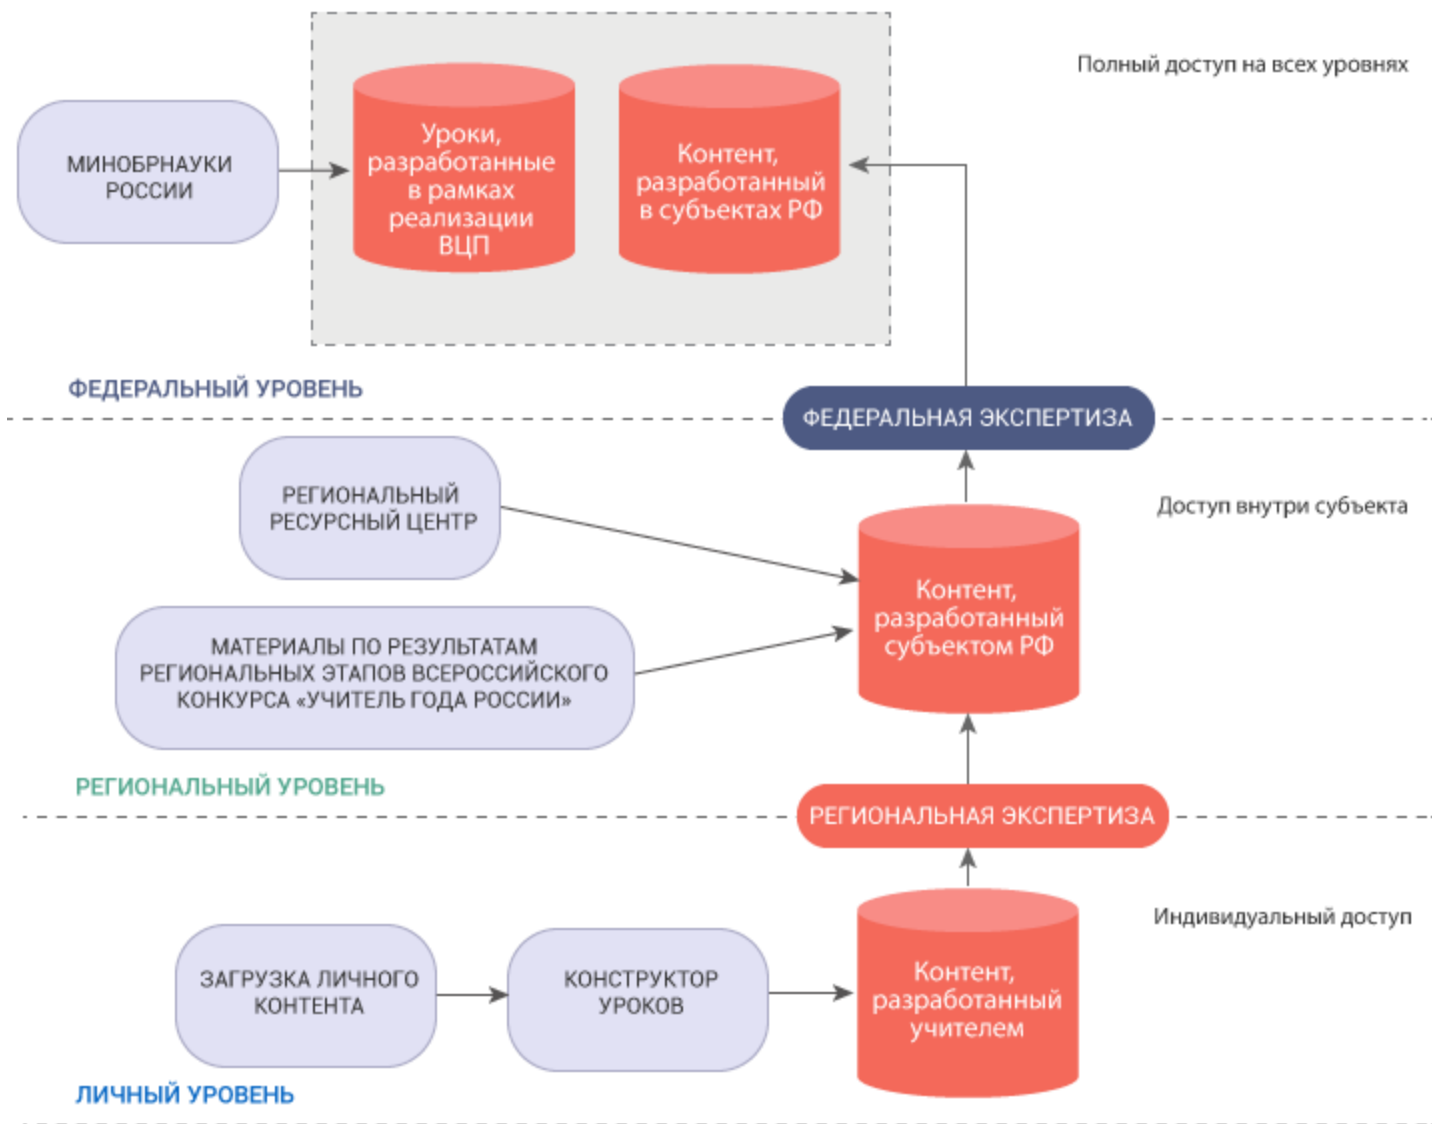 Полный доступ на всех уровнях
МИНОБРНАУКИ
РОССИИ
Уроки,
разработанные
в рамках
реализации
ВЦП
Контент,
разработанный
в субъектах РФ
ФЕДЕРАЛЬНЫЙ УРОВЕНЬ
ФЕДЕРАЛЬНАЯ ЭКСПЕРТИЗА
РЕГИОНАЛЬНЫЙ
РЕСУРСНЫЙ ЦЕНТР
Доступ внутри субъекта
Контент,
разработанный
субъектом РФ
МАТЕРИАЛЫ ПО РЕЗУЛЬТАТАМ
РЕГИОНАЛЬНЫХ ЭТАПОВ ВСЕРОССИЙСКОГО
КОНКУРСА «УЧИТЕЛЬ ГОДА РОССИИ»
РЕГИОНАЛЬНЫЙ УРОВЕНЬ
РЕГИОНАЛЬНАЯ ЭКСПЕРТИЗА
Индивидуальный доступ
ЗАГРУЗКА ЛИЧНОГО
КОНТЕНТА
КОНСТРУКТОР
УРОКОВ
Контент,
разработанный
учителем
ЛИЧНЫЙ УРОВЕНЬ